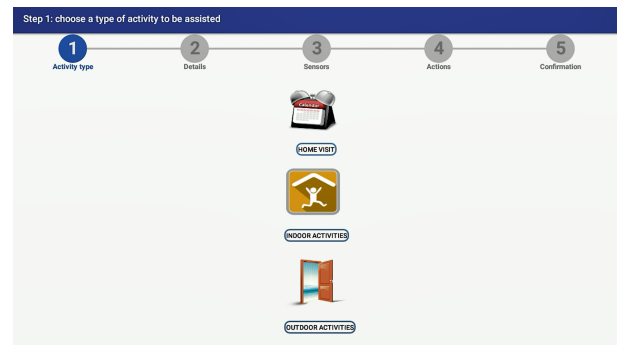 Step 1: choose a type of activity to be assisted
1 2 3 4 5
Activity type Details Sensors Actions Confirmation
Calendar
HOME VISIT
INDOOR ACTIVITIES
OUTDOOR ACTIVITIES